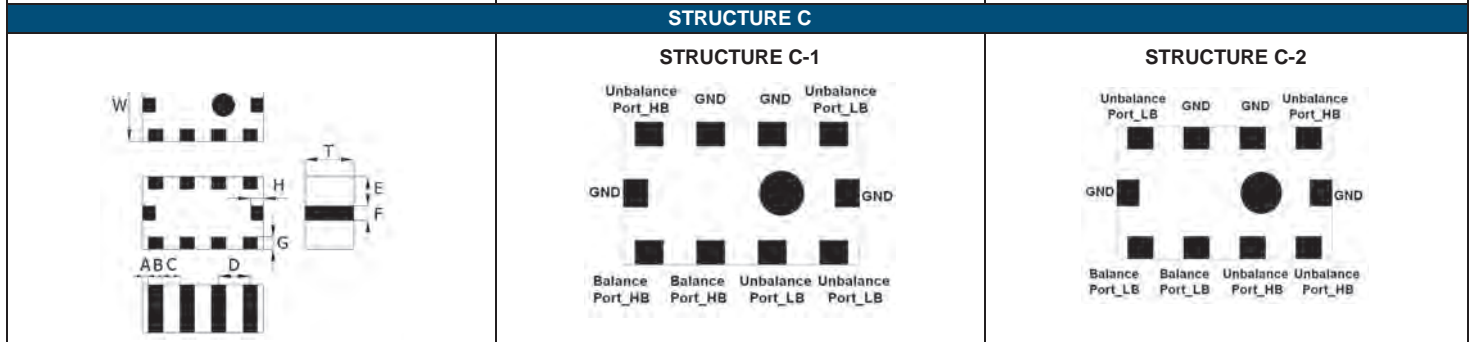 STRUCTURE C
W
T
H
E
F
G
A B C
D
STRUCTURE C-1
Unbalance Port_HB
GND
GND
Unbalance Port_LB
GND
GND
Balance Balance Unbalance Unbalance
Port_HB Port_HB Port_LB Port_LB
STRUCTURE C-2
Unbalance Port_LB
GND
GND
Unbalance Port_HB
GND
GND
Balance Balance Unbalance Unbalance
Port_LB Port_LB Port_HB Port_HB